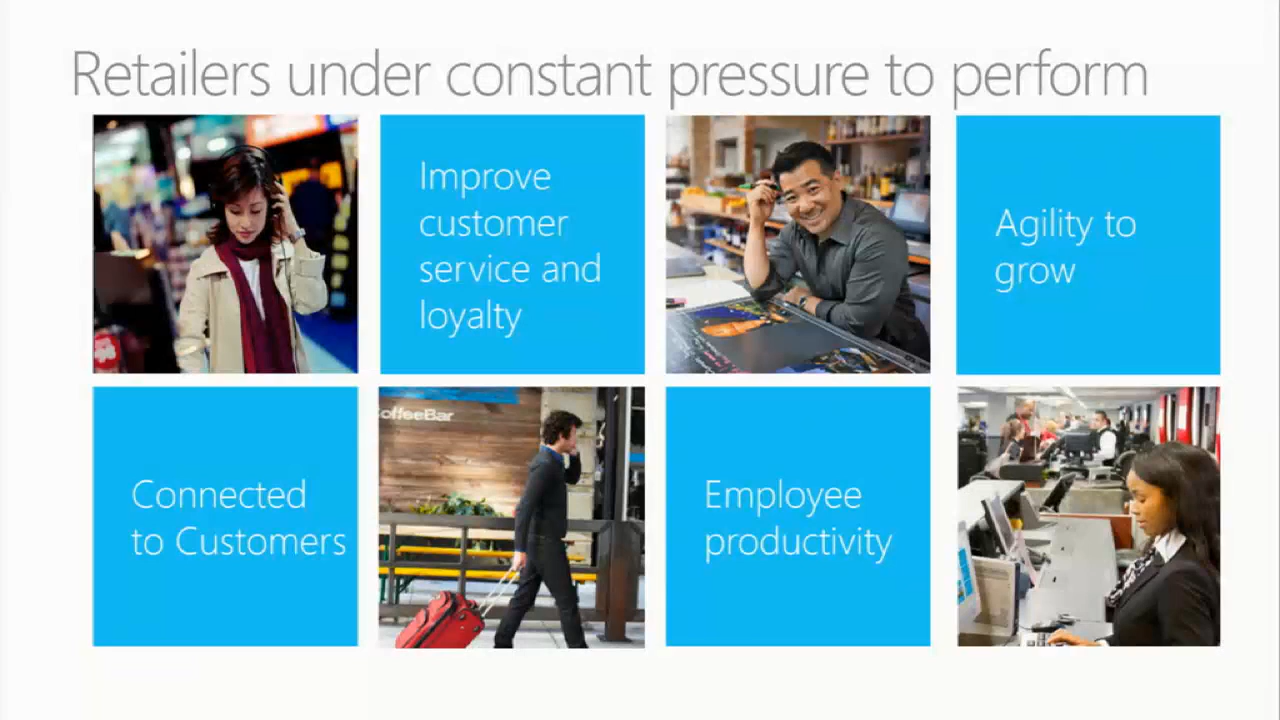 Retailers under constant pressure to perform
Improve
customer
service and
loyalty
Agility to
grow
Connected
to Customers
CoffeeBar
Employee
productivity